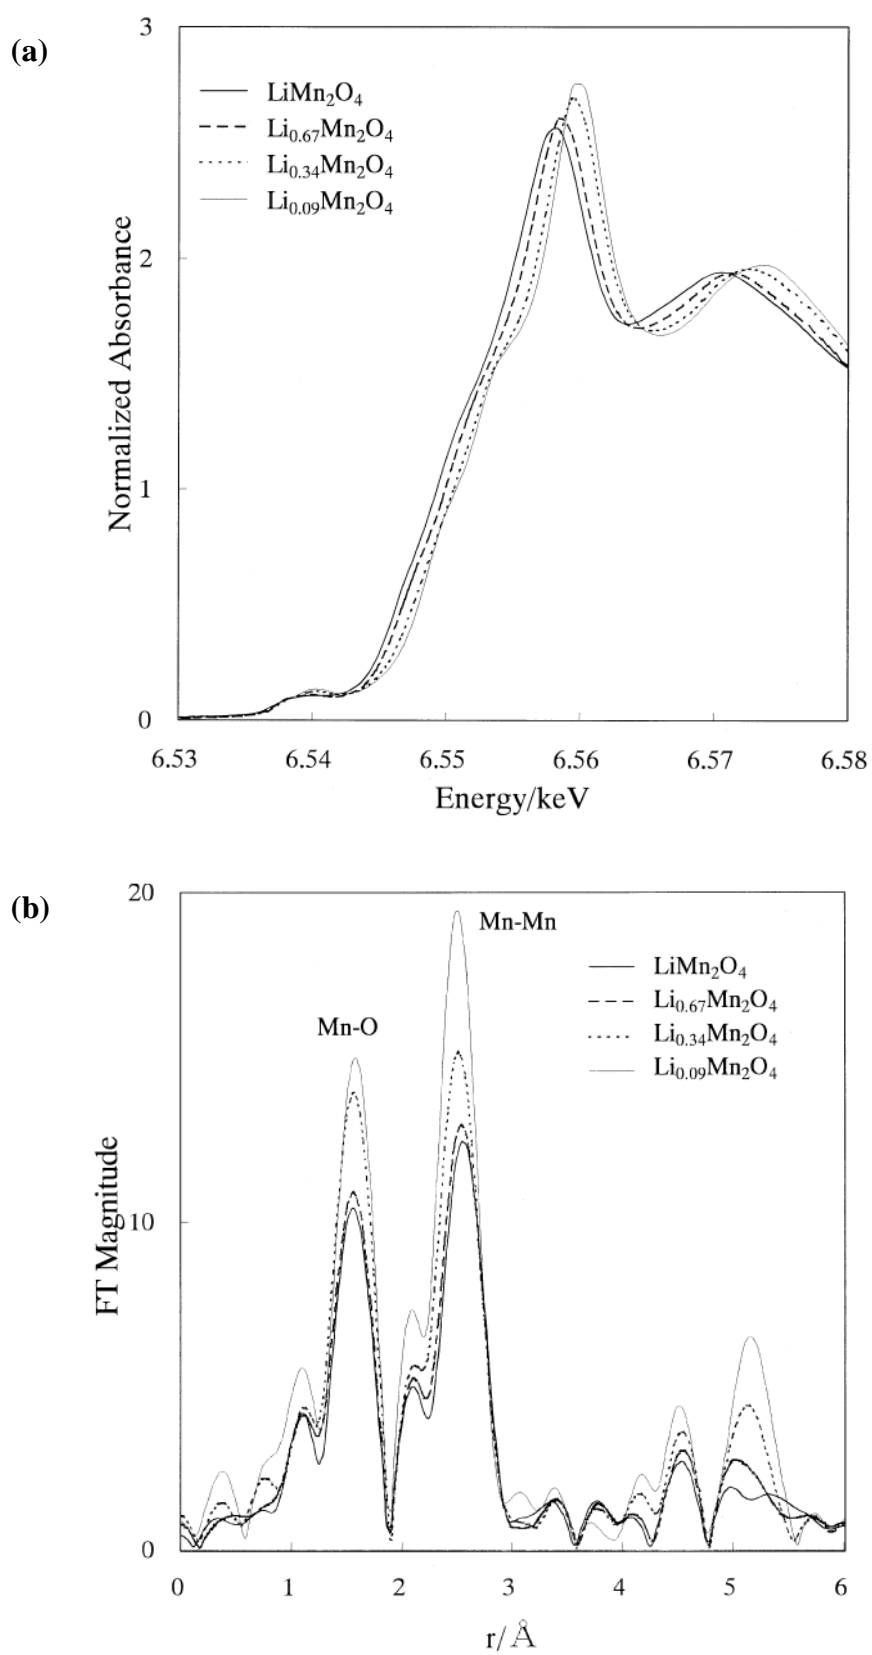 (a)
3
LiMn₂O₄
Li₀.₆₇Mn₂O₄
Li₀.₃₄Mn₂O₄
Li₀.₀₉Mn₂O₄
2
Normalized Absorbance
1
0
6.53 6.54 6.55 6.56 6.57 6.58
Energy/keV
(b)
20
Mn-Mn
LiMn₂O₄
Li₀.₆₇Mn₂O₄
Li₀.₃₄Mn₂O₄
Li₀.₀₉Mn₂O₄
Mn-O
FT Magnitude
10
0
0 1 2 3 4 5 6
r/Å